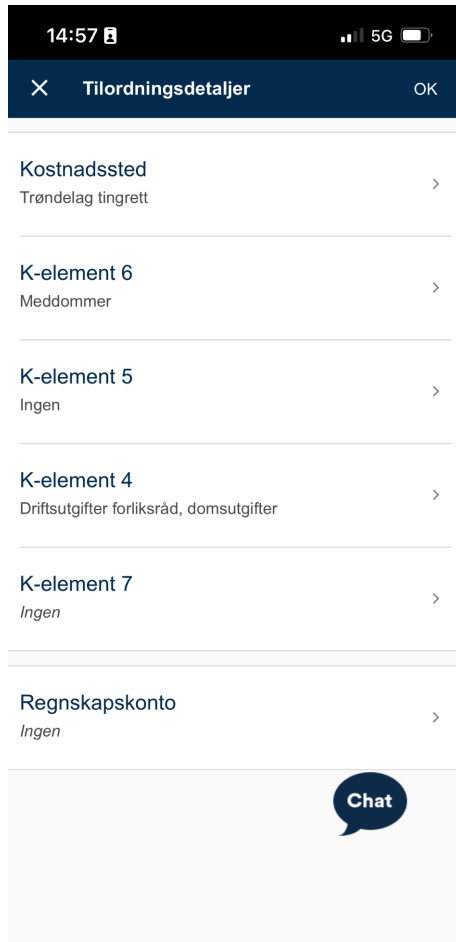 14:57
5G
Tilordningsdetaljer
OK
Kostnadssted
Trøndelag tingrett
K-element 6
Meddommer
K-element 5
Ingen
K-element 4
Driftsutgifter forliksråd, domsutgifter
K-element 7
Ingen
Regnskapskonto
Ingen
Chat